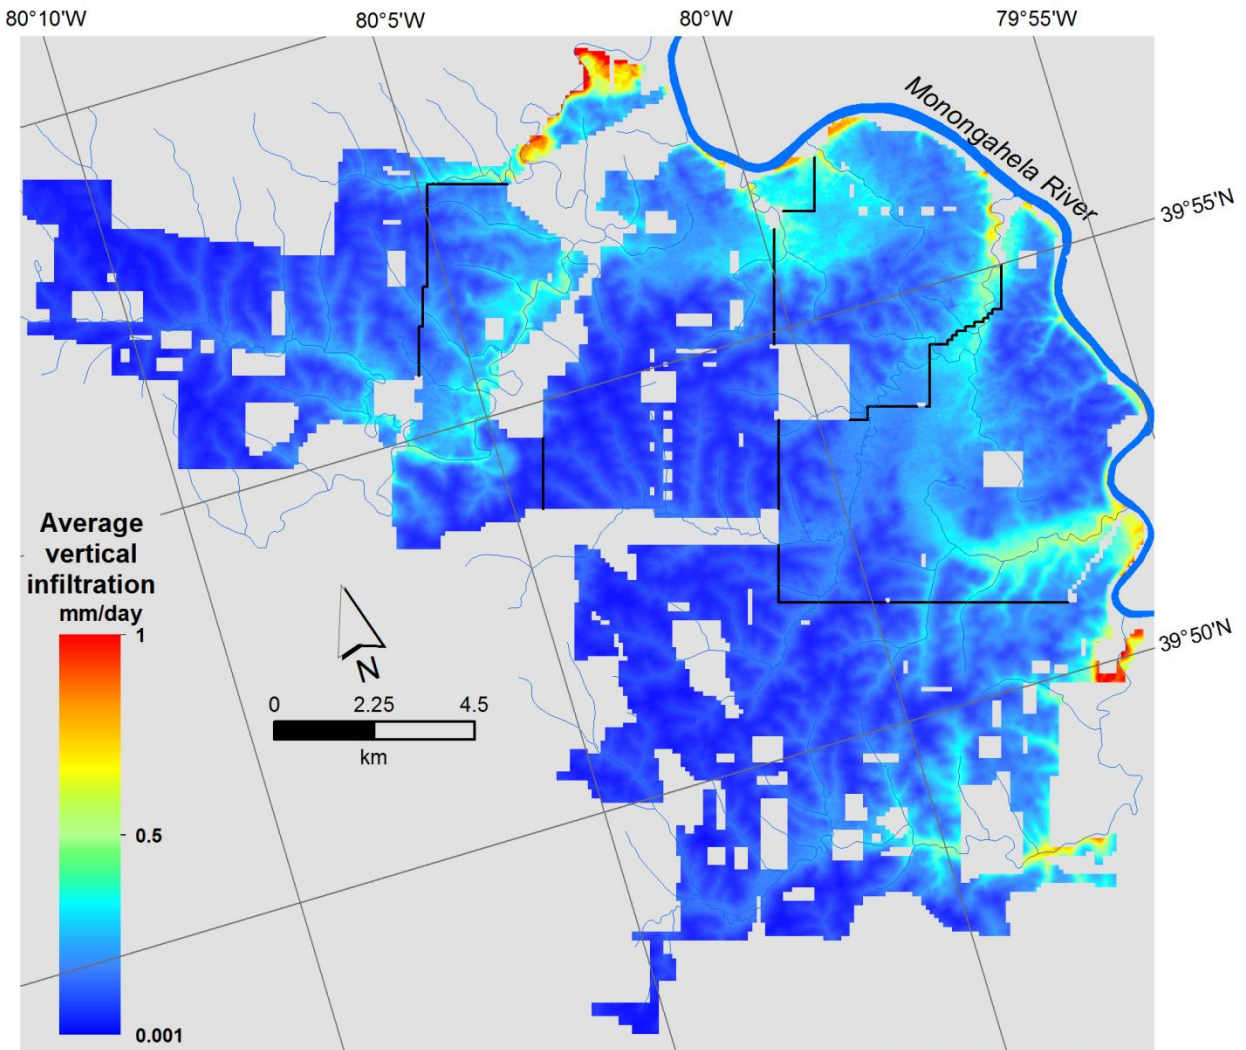 80°10'W 80°5'W 80°W 79°55'W
Monongahela River
39°55'N
Average
vertical
infiltration
mm/day
1
0.5
0.001
N
0 2.25 4.5
km
39°50'N